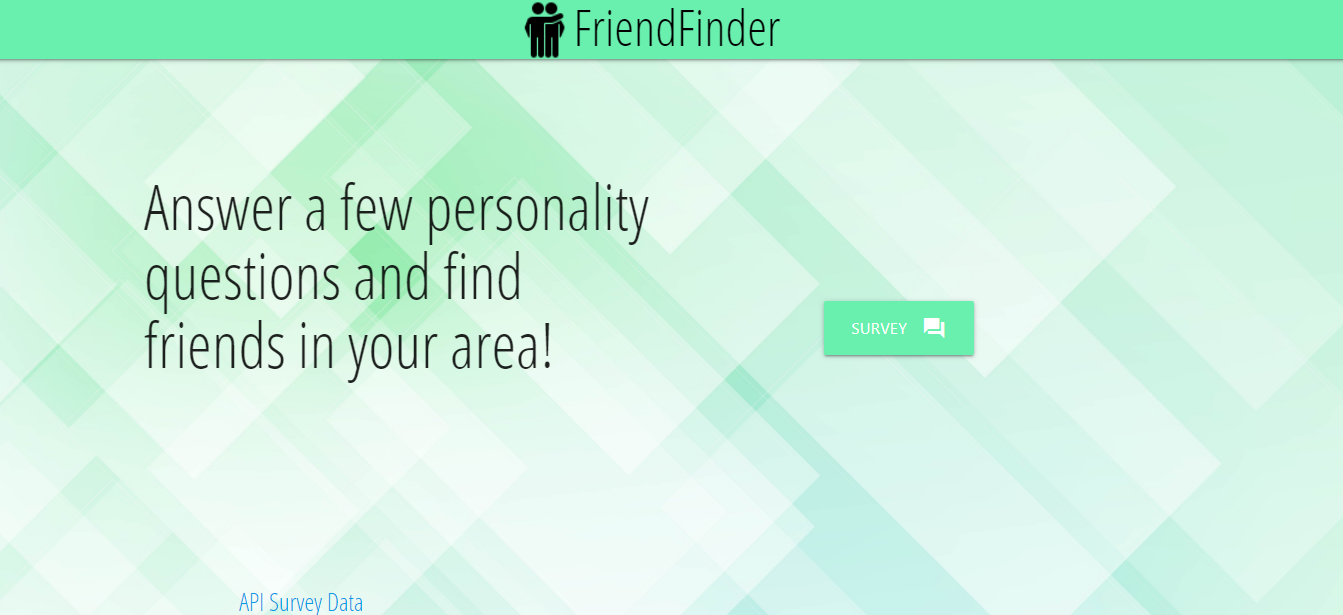 FriendFinder
Answer a few personality
questions and find
friends in your area!
SURVEY
API Survey Data